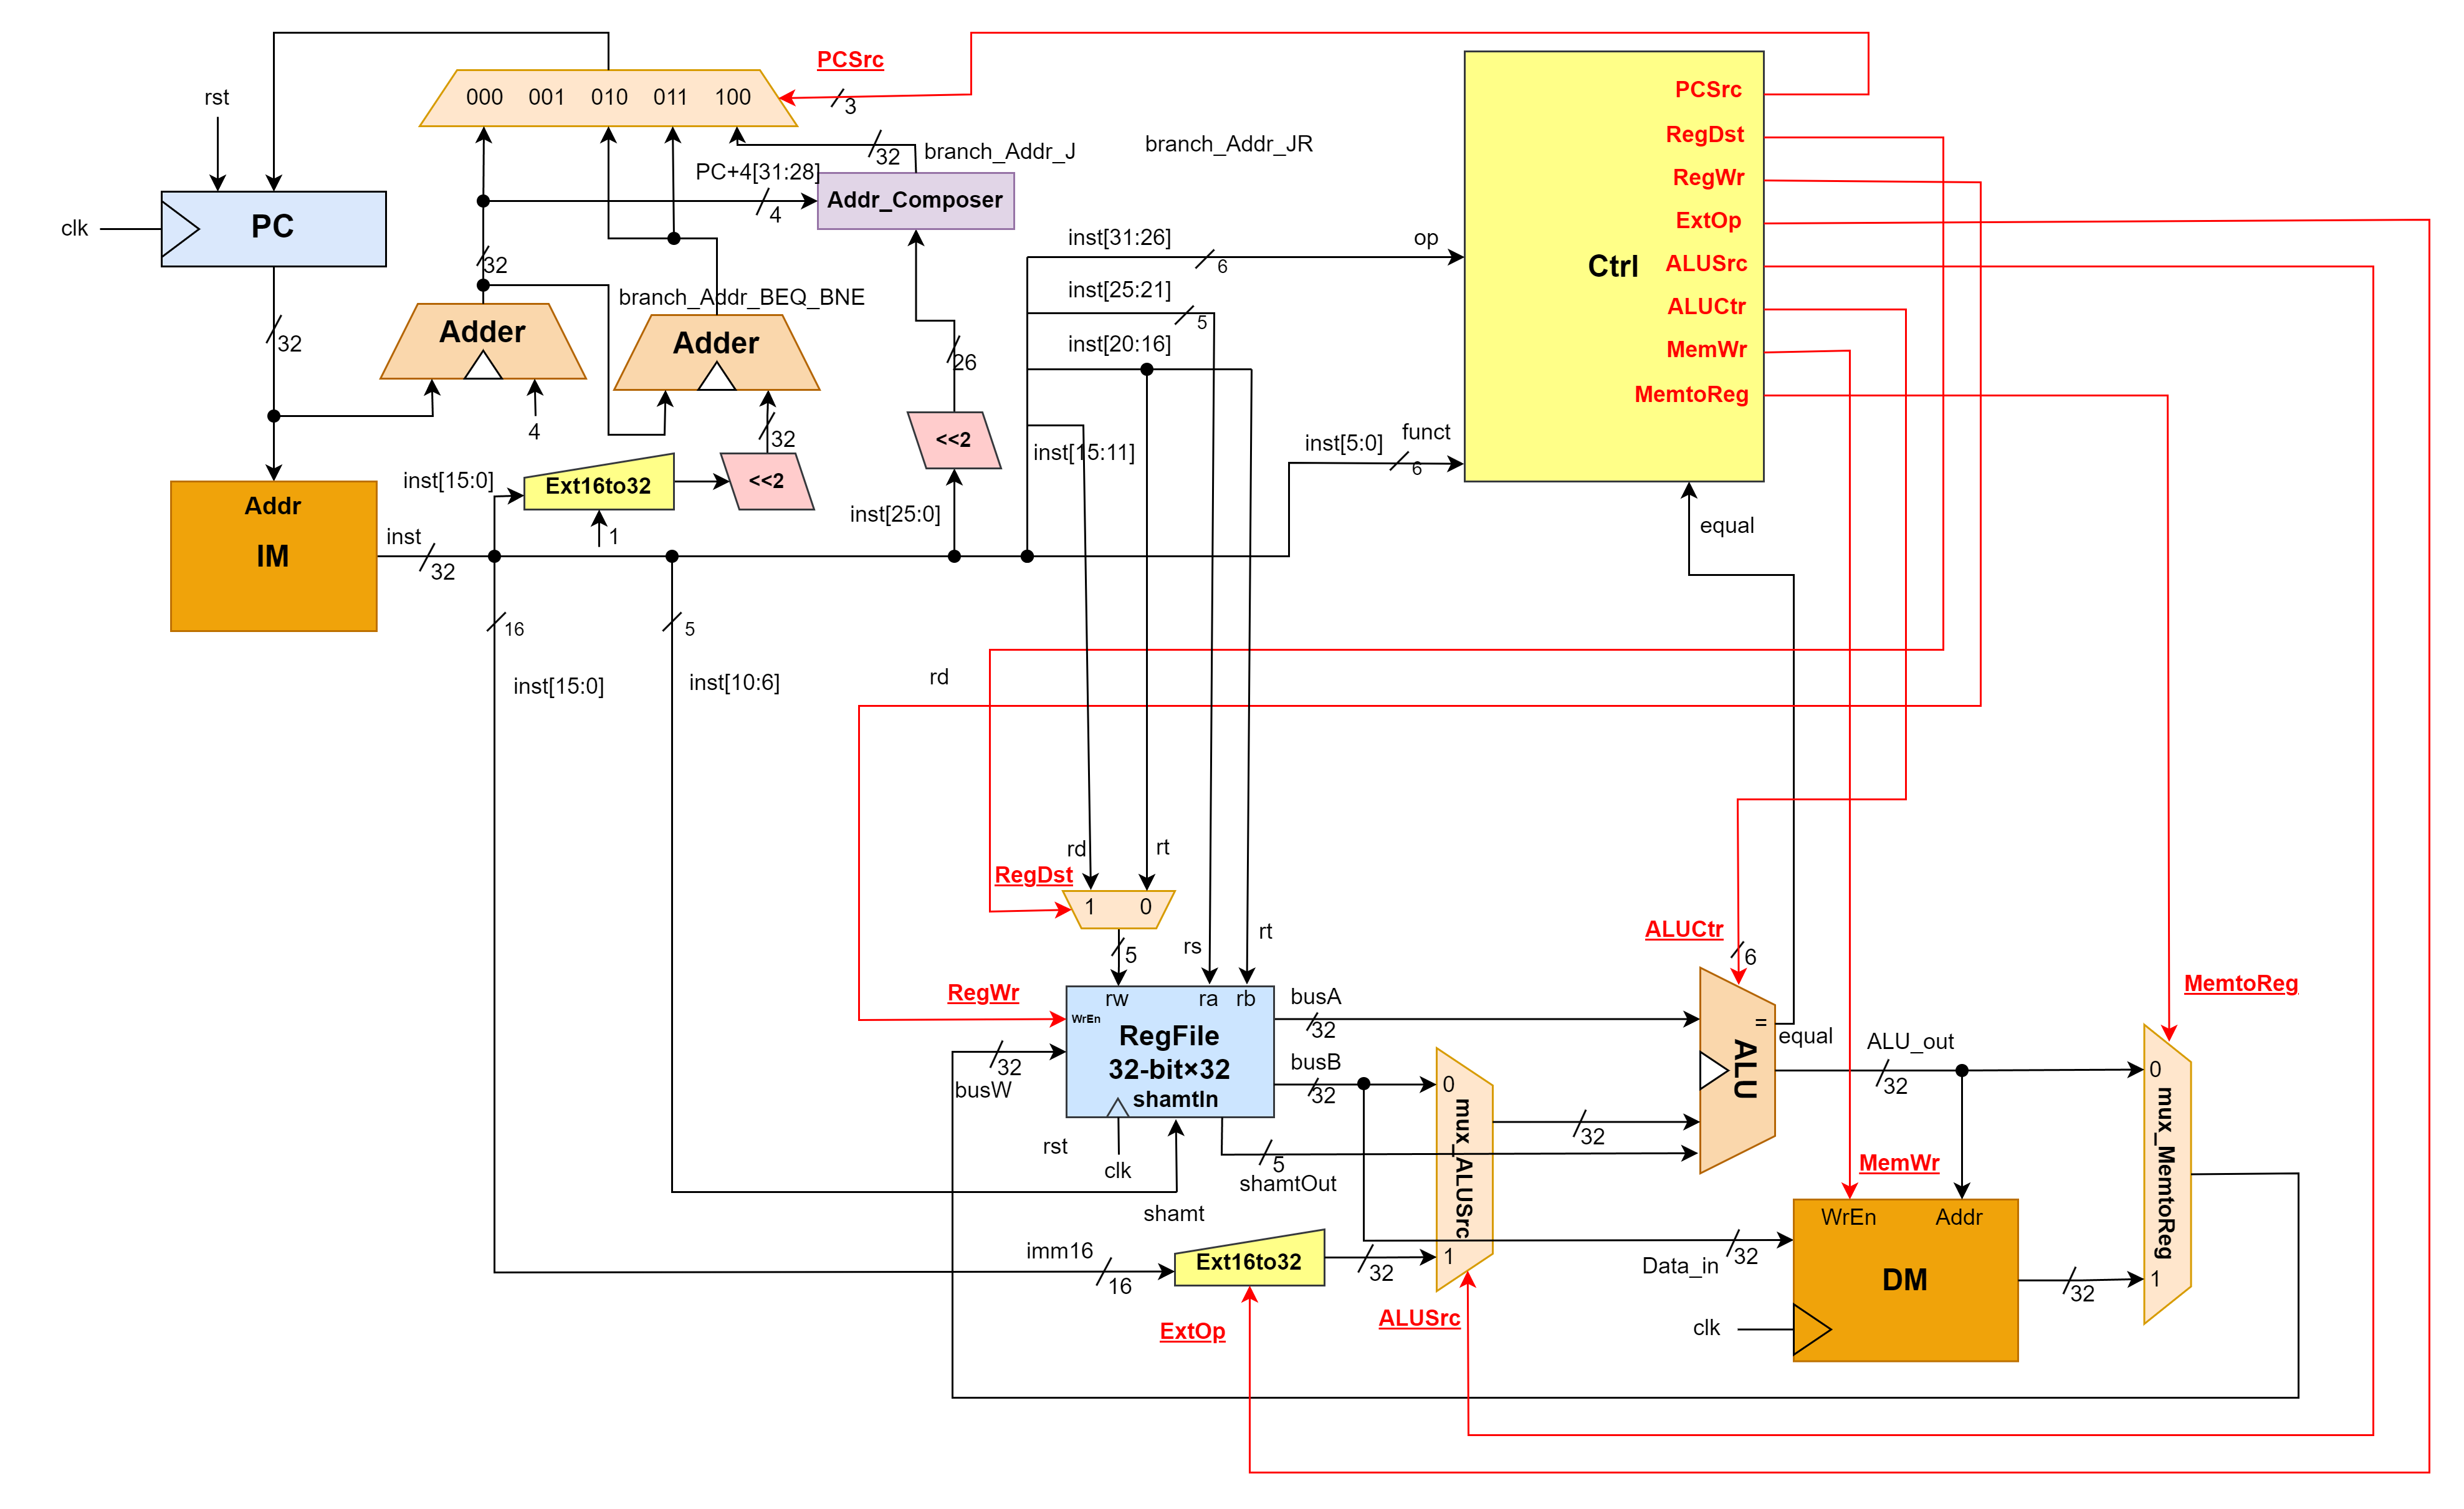 PCSrc
rst
000 001 010 011 100
3
PCSrc
RegDst
RegWr
ExtOp
ALUSrc
ALUCtr
MemWr
MemtoReg
Ctrl
32
branch_Addr_J
branch_Addr_JR
PC+4[31:28]
4
Addr_Composer
clk
PC
32
inst[31:26]
6
op
inst[25:21]
5
inst[20:16]
branch_Addr_BEQ_BNE
Adder
Adder
32
26
4
32
<<2
inst[15:11]
inst[5:0]
funct
6
inst[15:0]
Ext16to32
<<2
1
inst[25:0]
Addr
IM
inst
32
equal
16
5
inst[15:0]
inst[10:6]
rd
rd
rt
RegDst
1 0
5
rs
rt
ALUCtr
6
RegWr
rw ra rb
WrEn
RegFile
32-bit×32
shamtIn
busA
32
busB
32
32
busW
rst
clk
5
shamtOut
shamt
0
mux_ALUSrc
1
32
=
ALU
equal
ALU_out
32
MemtoReg
0
mux_MemtoReg
1
MemWr
WrEn Addr
DM
32
Data_in
32
clk
imm16
16
Ext16to32
32
ExtOp
ALUSrc